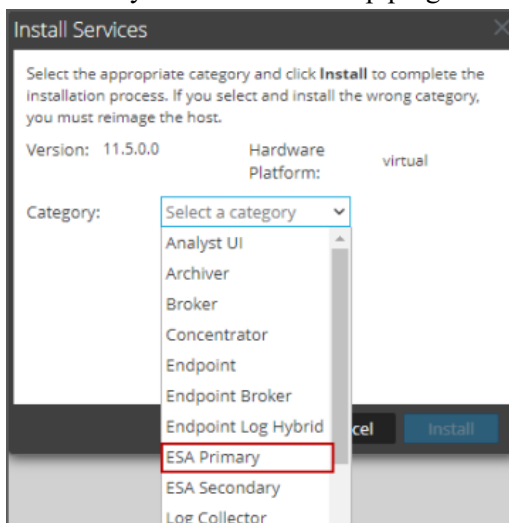 Install Services
Select the appropriate category and click Install to complete the
installation process. If you select and install the wrong category,
you must reimage the host.
Version: 11.5.0.0 Hardware Platform: virtual
Category: Select a category
Analyst UI
Archiver
Broker
Concentrator
Endpoint
Endpoint Broker
Endpoint Log Hybrid
cel Install
ESA Primary
ESA Secondary
Log Collector